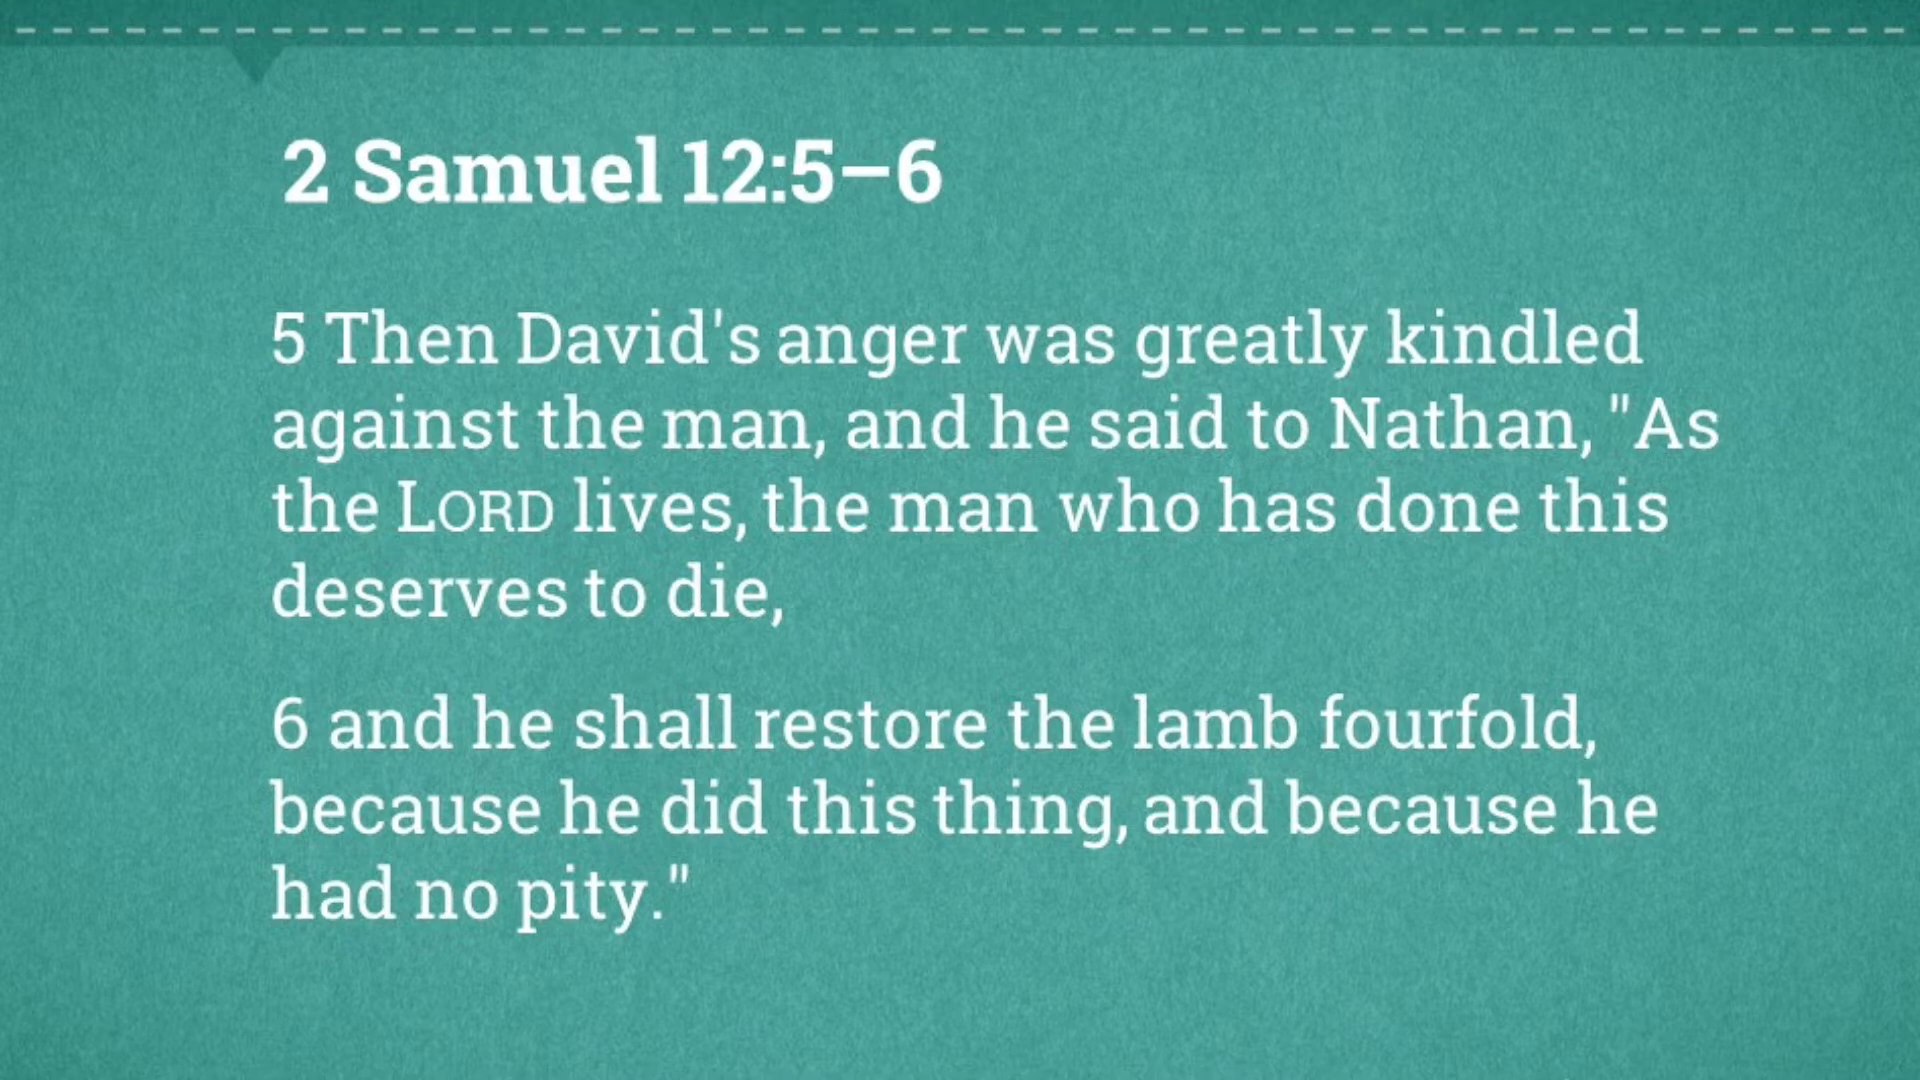 2 Samuel 12:5–6
5 Then David's anger was greatly kindled
against the man, and he said to Nathan, "As
the LORD lives, the man who has done this
deserves to die,
6 and he shall restore the lamb fourfold,
because he did this thing, and because he
had no pity."